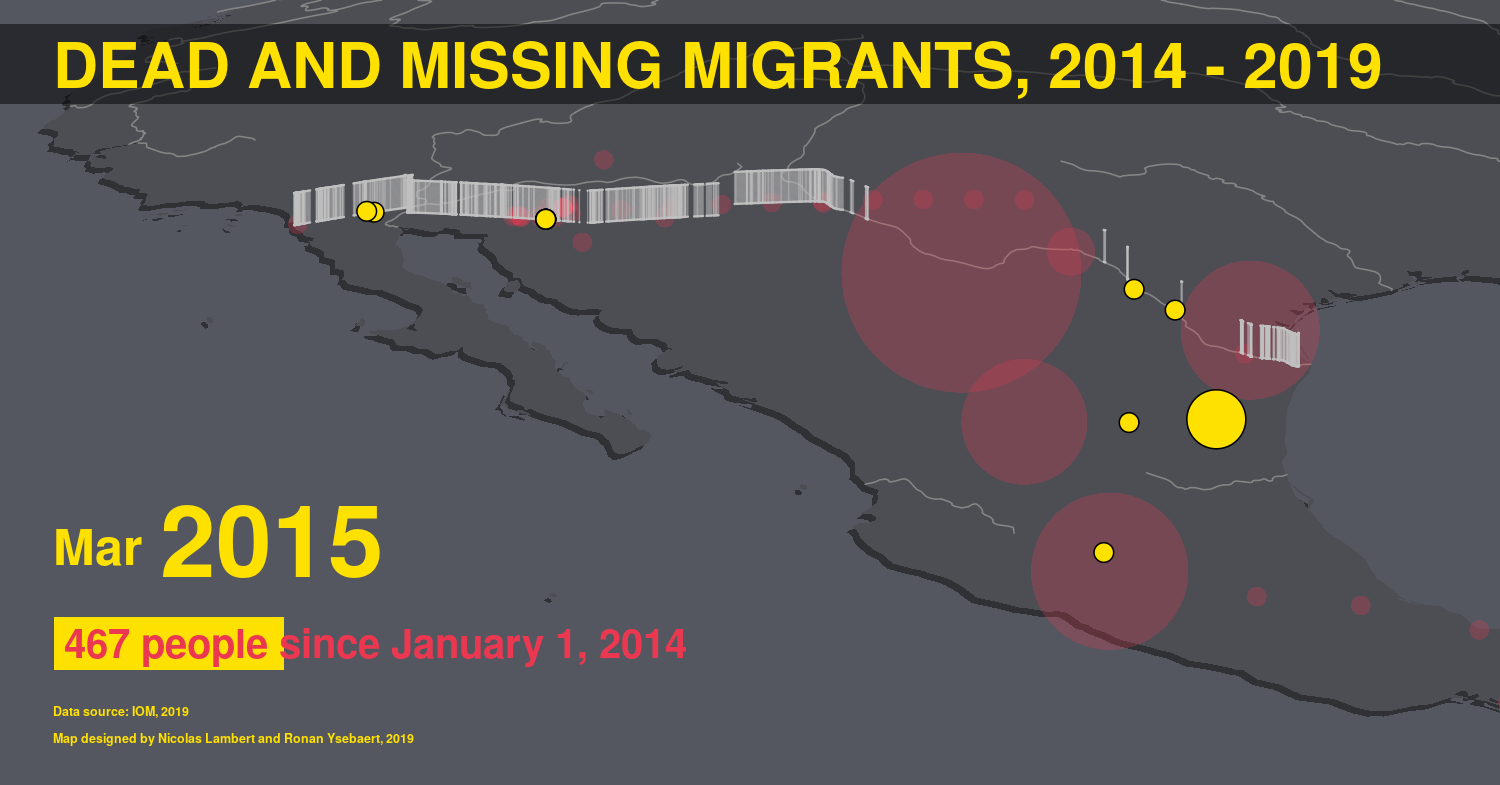 DEAD AND MISSING MIGRANTS, 2014 - 2019
Mar 2015
467 people since January 1, 2014
Data source: IOM, 2019
Map designed by Nicolas Lambert and Ronan Ysebaert, 2019